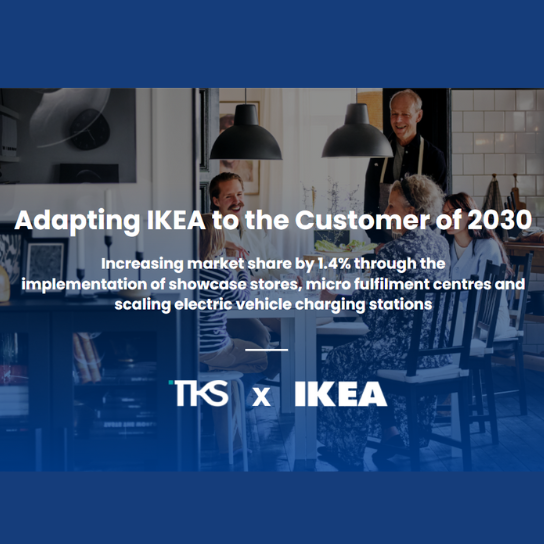 Adapting IKEA to the Customer of 2030
Increasing market share by 1.4% through the
implementation of showcase stores, micro fulfilment centres and
scaling electric vehicle charging stations
TKS x IKEA